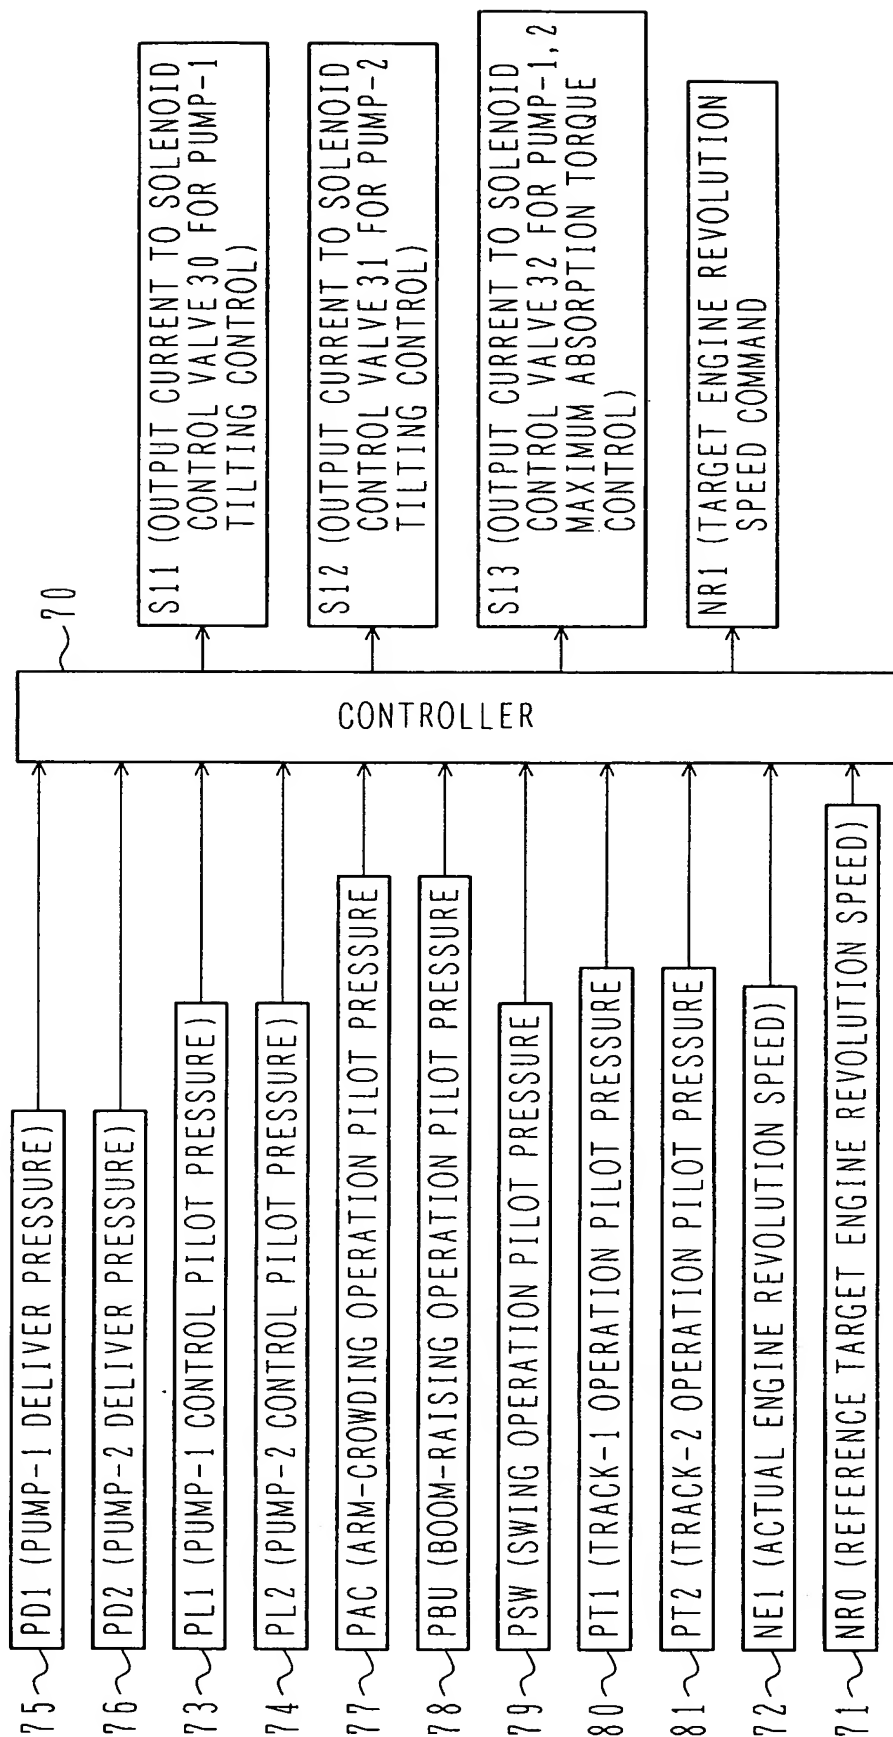 75 PD1 (PUMP-1 DELIVER PRESSURE)
76 PD2 (PUMP-2 DELIVER PRESSURE)
73 PL1 (PUMP-1 CONTROL PILOT PRESSURE)
74 PL2 (PUMP-2 CONTROL PILOT PRESSURE)
77 PAC (ARM-CROWDING OPERATION PILOT PRESSURE
78 PBU (BOOM-RAISING OPERATION PILOT PRESSURE
79 PSW (SWING OPERATION PILOT PRESSURE
80 PT1 (TRACK-1 OPERATION PILOT PRESSURE
81 PT2 (TRACK-2 OPERATION PILOT PRESSURE
72 NE1 (ACTUAL ENGINE REVOLUTION SPEED)
71 NR0 (REFERENCE TARGET ENGINE REVOLUTION SPEED)
70
CONTROLLER
S11 (OUTPUT CURRENT TO SOLENOID
CONTROL VALVE 30 FOR PUMP-1
TILTING CONTROL)
S12 (OUTPUT CURRENT TO SOLENOID
CONTROL VALVE 31 FOR PUMP-2
TILTING CONTROL)
S13 (OUTPUT CURRENT TO SOLENOID
CONTROL VALVE 32 FOR PUMP-1, 2
MAXIMUM ABSORPTION TORQUE
CONTROL)
NR1 (TARGET ENGINE REVOLUTION
SPEED COMMAND